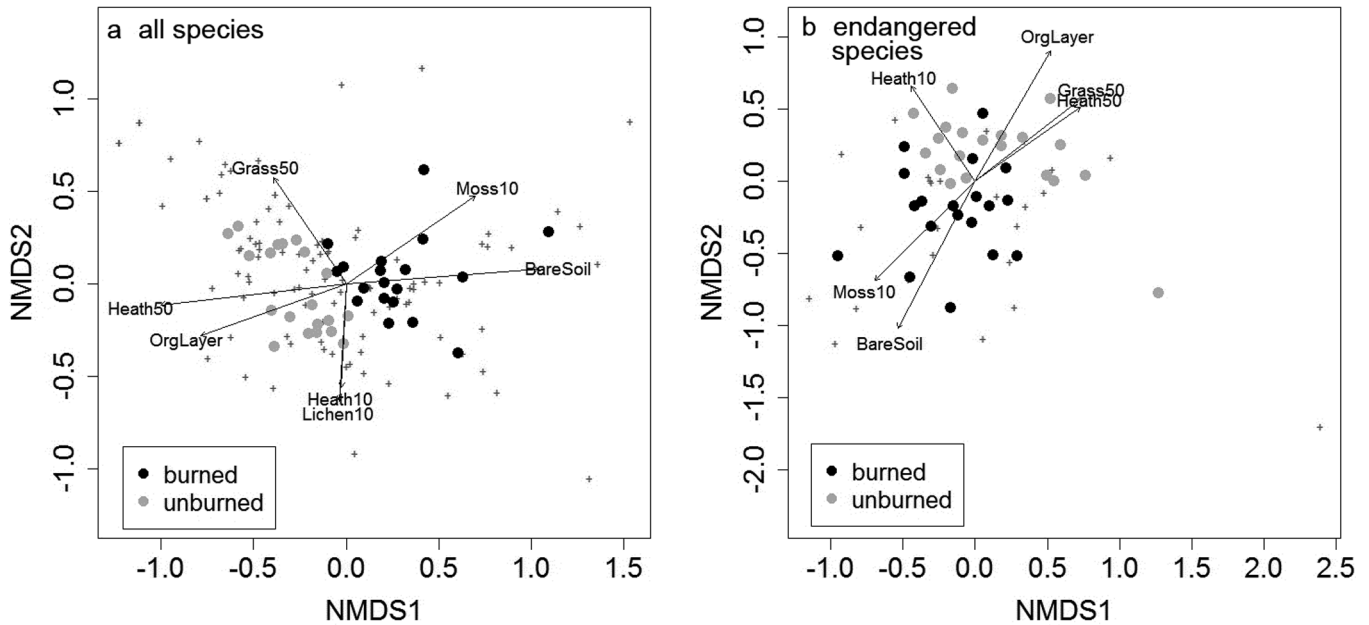 a all species
1.0
0.5
0.0
-0.5
-1.0
NMDS2
Grass50
Moss10
BareSoil
Heath50
OrgLayer
Heath10
Lichen10
burned
unburned
-1.0 -0.5 0.0 0.5 1.0 1.5
NMDS1
b endangered
species
1.0
0.5
0.0
-0.5
-1.0
-1.5
-2.0
NMDS2
OrgLayer
Heath10
Grass50
Heath50
Moss10
BareSoil
burned
unburned
-1.0 -0.5 0.0 0.5 1.0 1.5 2.0 2.5
NMDS1